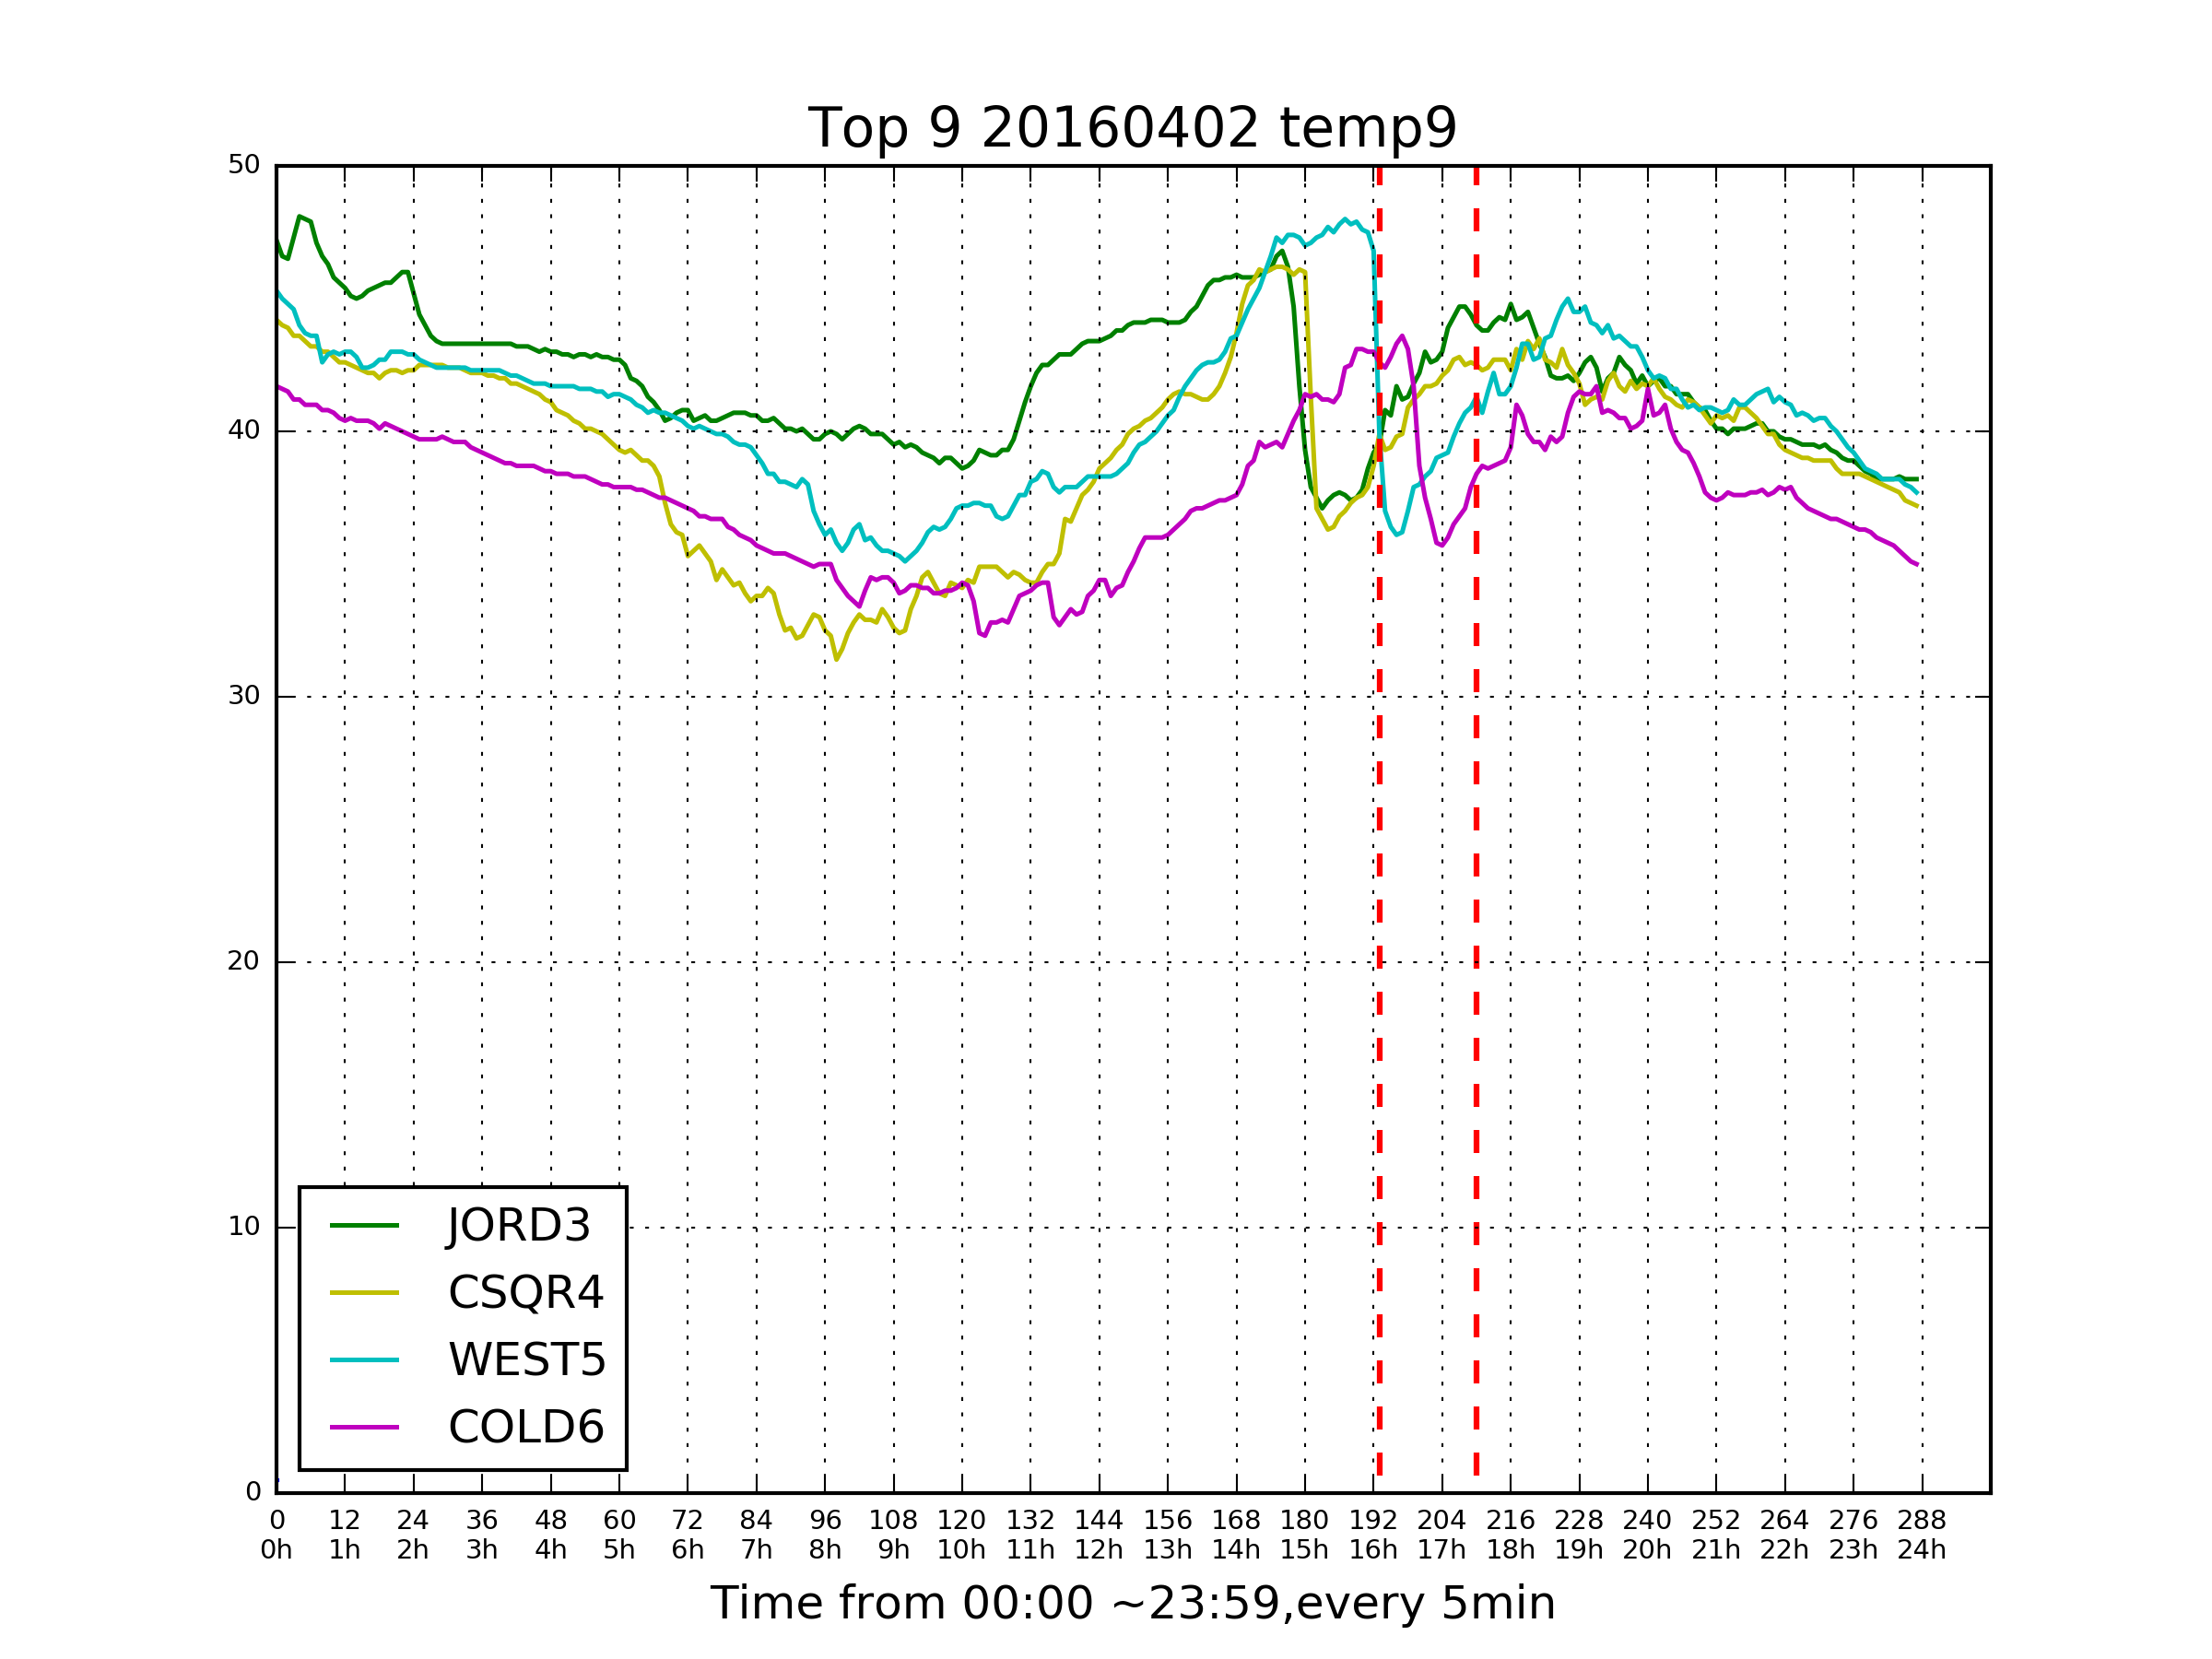 Top 9 20160402 temp9
50
40
30
20
10
0
JORD3
CSQR4
WEST5
COLD6
0 12 24 36 48 60 72 84 96 108 120 132 144 156 168 180 192 204 216 228 240 252 264 276 288
0h 1h 2h 3h 4h 5h 6h 7h 8h 9h 10h 11h 12h 13h 14h 15h 16h 17h 18h 19h 20h 21h 22h 23h 24h
Time from 00:00 ~23:59,every 5min